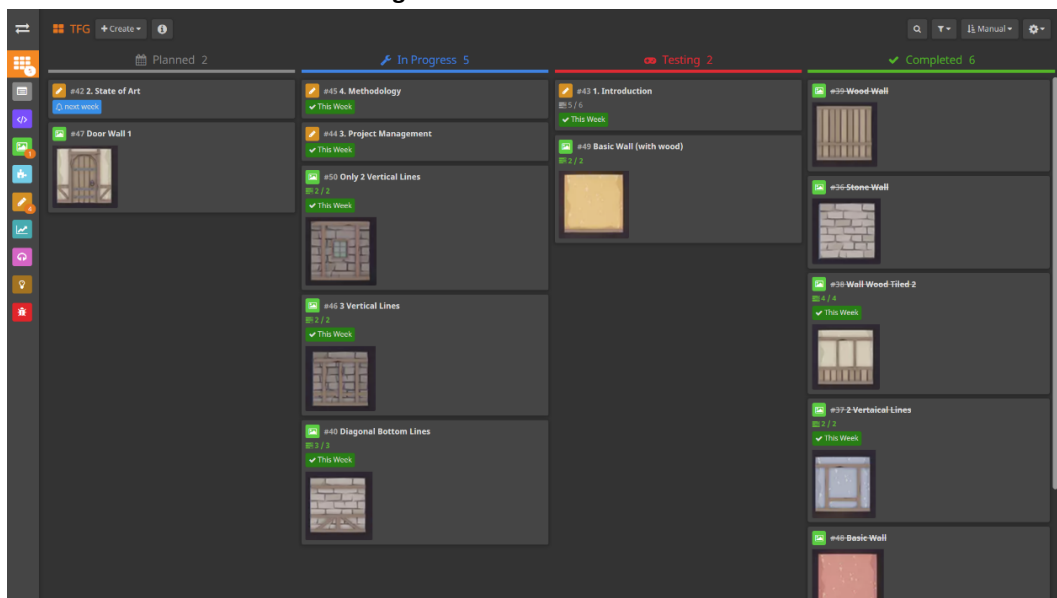 TFG + Create
Manual
Planned 2
#42 2. State of Art
next week
#47 Door Wall 1
In Progress 5
#45 4. Methodology
This Week
#44 3. Project Management
This Week
#50 Only 2 Vertical Lines
2 / 2
This Week
#46 3 Vertical Lines
2 / 2
This Week
#40 Diagonal Bottom Lines
3 / 3
This Week
Testing 2
#43 1. Introduction
5 / 6
This Week
#49 Basic Wall (with wood)
2 / 2
Completed 6
#39 Wood Wall
#36 Stone Wall
#38 Wall Wood Tiled 2
4 / 4
This Week
#37 2 Vertaical Lines
2 / 2
This Week
#48 Basic Wall